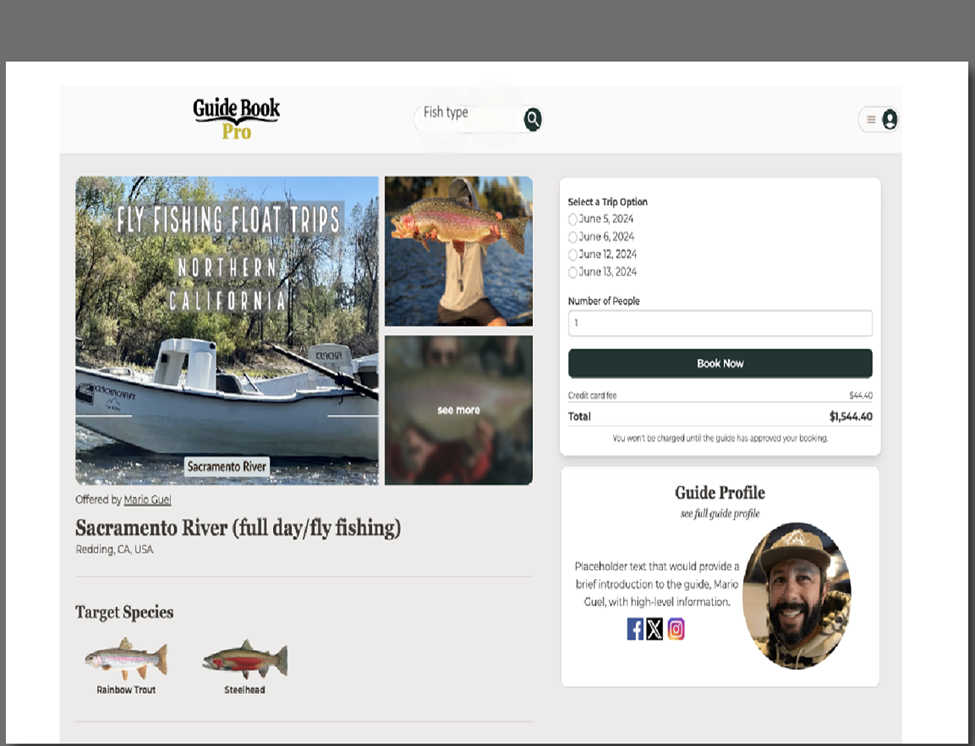 Guide Book
Pro
Fish type
FLY FISHING FLOAT TRIPS
NORTHERN
CALIFORNIA
CLACKA
CLACKACRAFT
Sacramento River
see more
Offered by Mario Guel
Sacramento River (full day/fly fishing)
Redding, CA, USA
Target Species
Rainbow Trout
Steelhead
Select a Trip Option
June 5, 2024
June 6, 2024
June 12, 2024
June 13, 2024
Number of People
1
Book Now
Credit card fee $44.40
Total $1,544.40
You won't be charged until the guide has approved your booking.
Guide Profile
see full guide profile
Placeholder text that would provide a
brief introduction to the guide, Mario
Guel, with high-level information.